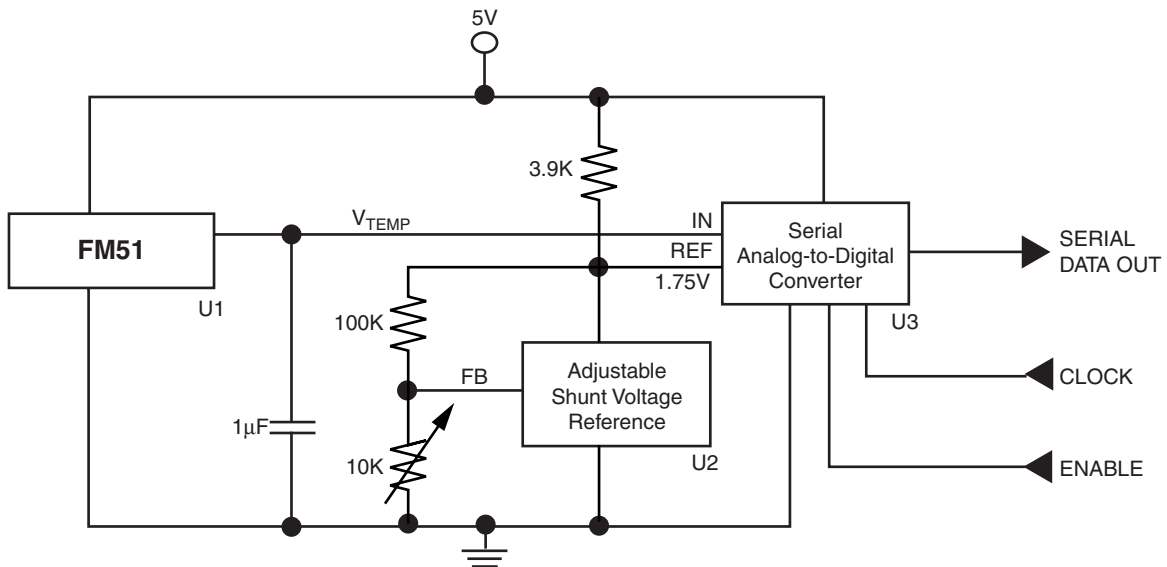 5V
3.9K
V_TEMP
IN
FM51
Serial
Analog-to-Digital
Converter
SERIAL
DATA OUT
REF
1.75V
U1
U3
100K
FB
Adjustable
Shunt Voltage
Reference
CLOCK
1μF
10K
U2
ENABLE